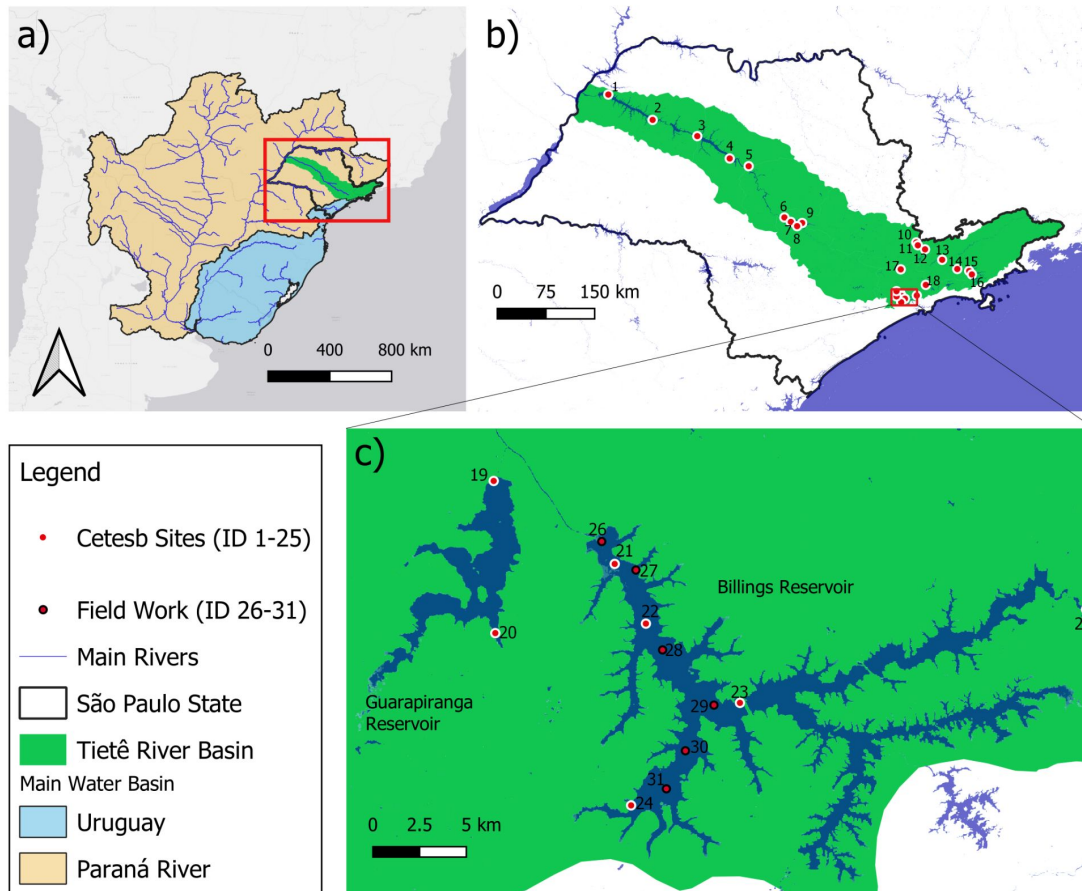 a)
0 400 800 km
b)
1
2
3
4
5
6
7
8
9
10
11
12
13
14
15
16
17
18
0 75 150 km
Legend
Cetesb Sites (ID 1-25)
Field Work (ID 26-31)
Main Rivers
São Paulo State
Tietê River Basin
Main Water Basin
Uruguay
Paraná River
c)
19
20
26
21
27
22
28
29
23
30
31
24
Billings Reservoir
Guarapiranga
Reservoir
0 2.5 5 km